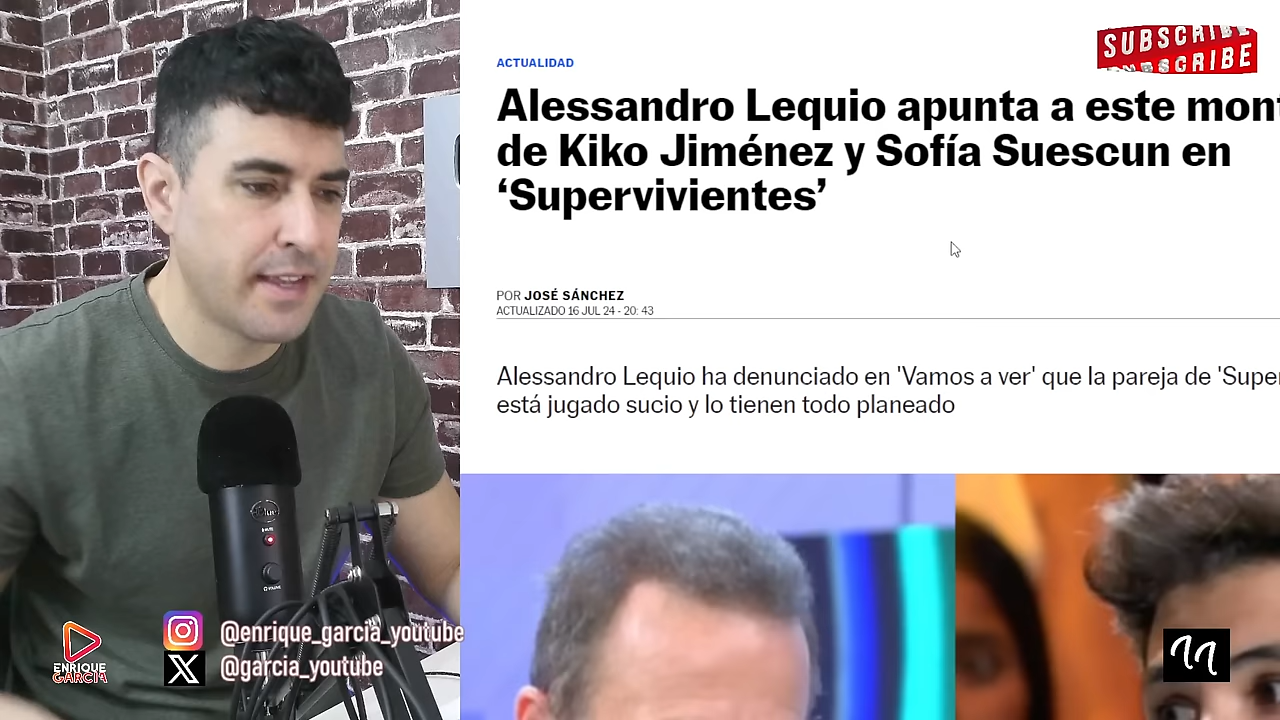 SUBSCRIBE
SUBSCRIBE
ACTUALIDAD
Alessandro Lequio apunta a este mont
de Kiko Jiménez y Sofía Suescun en
‘Supervivientes’
POR JOSÉ SÁNCHEZ
ACTUALIZADO 16 JUL 24 - 20: 43
Alessandro Lequio ha denunciado en 'Vamos a ver' que la pareja de 'Super
está jugado sucio y lo tienen todo planeado
@enrique_garcia_youtube
@garcia_youtube
ENRIQUE
GARCIA